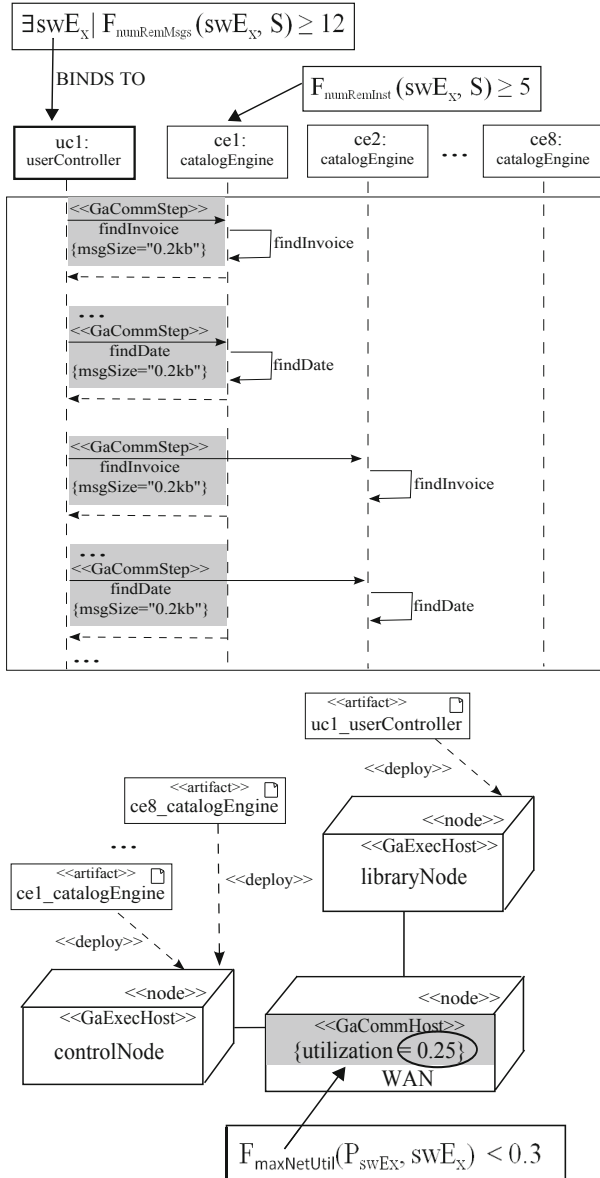 ∃swEx| FnumRemMsgs(swEx, S) ≥ 12
BINDS TO
FnumRemInst(swEx, S) ≥ 5
uc1:
userController
ce1:
catalogEngine
ce2:
catalogEngine
...
ce8:
catalogEngine
<<GaCommStep>>
findInvoice
{msgSize="0.2kb"}
findInvoice
...
<<GaCommStep>>
findDate
{msgSize="0.2kb"}
findDate
<<GaCommStep>>
findInvoice
{msgSize="0.2kb"}
findInvoice
...
<<GaCommStep>>
findDate
{msgSize="0.2kb"}
findDate
...
<<artifact>>
uc1_userController
<<deploy>>
<<artifact>>
ce8_catalogEngine
...
<<artifact>>
ce1_catalogEngine
<<deploy>>
<<deploy>>
<<node>>
<<GaExecHost>>
libraryNode
<<node>>
<<GaExecHost>>
controlNode
<<node>>
<<GaCommHost>>
{utilization = 0.25}
WAN
FmaxNetUtil(PswEx, swEx) < 0.3